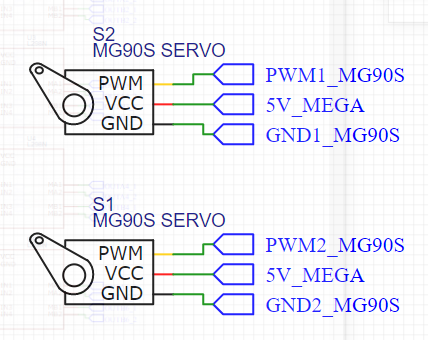 S2
MG90S SERVO
PWM PWM1_MG90S
VCC 5V_MEGA
GND GND1_MG90S
S1
MG90S SERVO
PWM PWM2_MG90S
VCC 5V_MEGA
GND GND2_MG90S